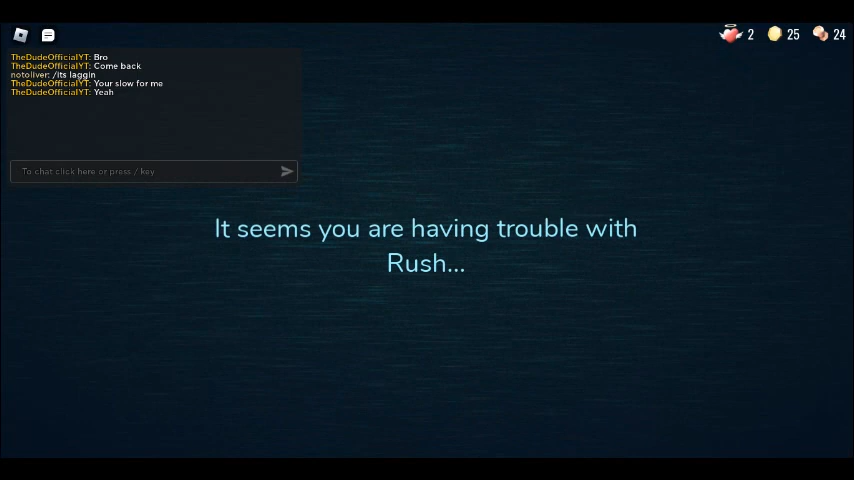 2 25 24
TheDudeOfficialYT: Bro
TheDudeOfficialYT: Come back
notoliver: /its laggin
TheDudeOfficialYT: Your slow for me
TheDudeOfficialYT: Yeah
To chat click here or press / key
It seems you are having trouble with
Rush...